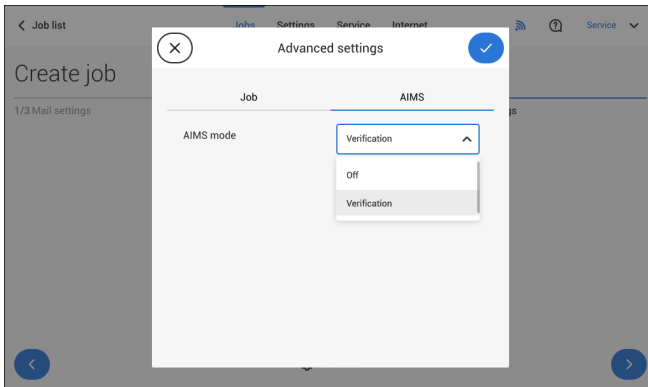 Job list
Jobs Settings Service Internet
Service
Advanced settings
Create job
Job AIMS
1/3 Mail settings
gs
AIMS mode
Verification
Off
Verification